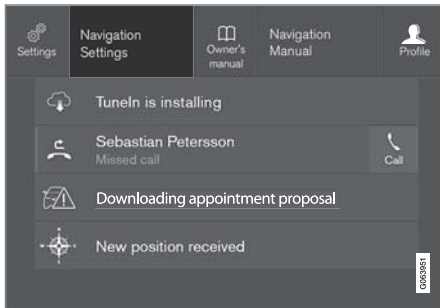 Settings
Navigation
Settings
Owner's
manual
Navigation
Manual
Profile
TuneIn is installing
Sebastian Petersson
Missed call
Call
Downloading appointment proposal
New position received
G063951